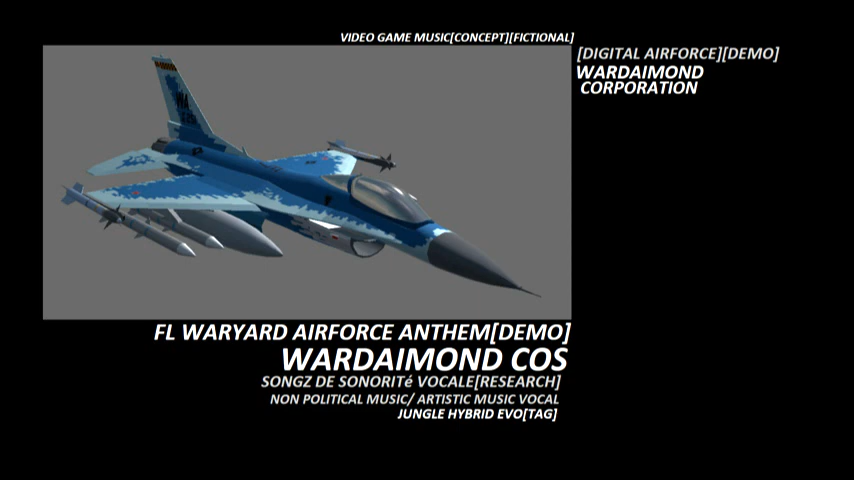 VIDEO GAME MUSIC[CONCEPT][FICTIONAL]
[DIGITAL AIRFORCE][DEMO]
WARDAIMOND
CORPORATION
WA
FL WARYARD AIRFORCE ANTHEM[DEMO]
WARDAIMOND COS
SONGZ DE SONORITé VOCALE[RESEARCH]
NON POLITICAL MUSIC/ ARTISTIC MUSIC VOCAL
JUNGLE HYBRID EVO[TAG]